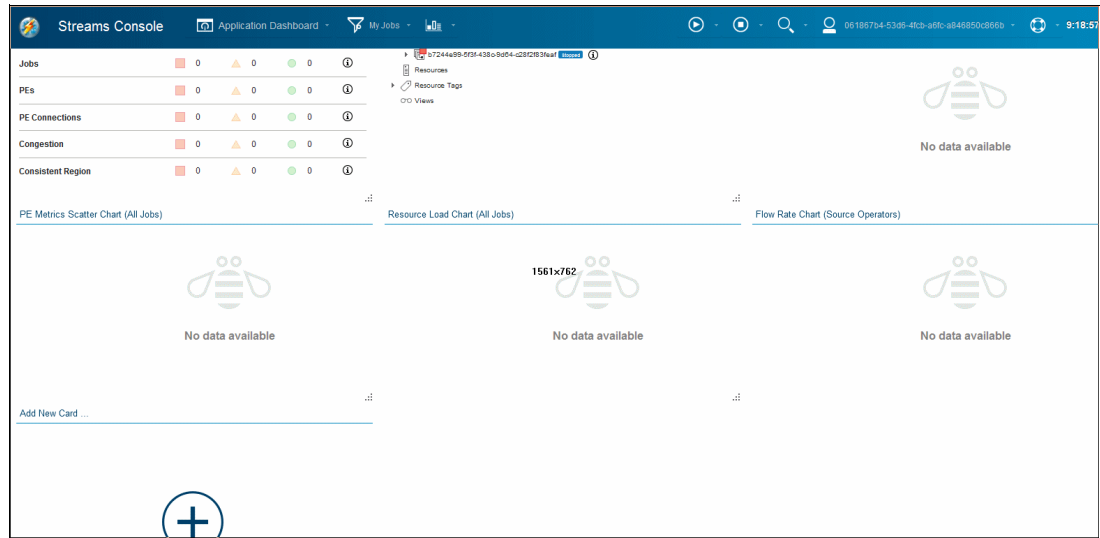 Streams Console Application Dashboard My Jobs 061867b4-53d6-4fcb-a6fc-a846850c866b 9:18:57
b7244e99-5f3f-438c-9d64-c28f2f83feaf Stopped
Jobs 0 0 0
Resources
PEs 0 0 0
Resource Tags
Views
PE Connections 0 0 0
Congestion 0 0 0
No data available
Consistent Region 0 0 0
PE Metrics Scatter Chart (All Jobs)
Resource Load Chart (All Jobs)
Flow Rate Chart (Source Operators)
1561x762
No data available
No data available
No data available
Add New Card ...